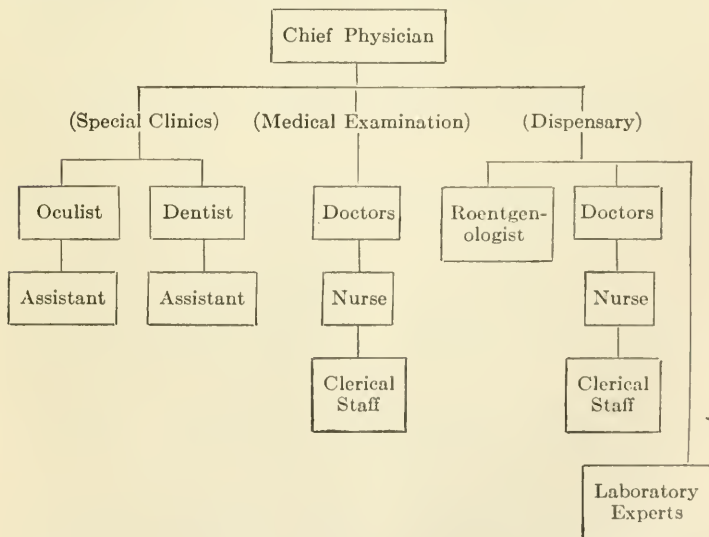 Chief Physician
(Special Clinics) (Medical Examination) (Dispensary)
Oculist Dentist Doctors Roentgen-
ologist Doctors
Assistant Assistant Nurse Nurse
Clerical
Staff Clerical
Staff
Laboratory
Experts